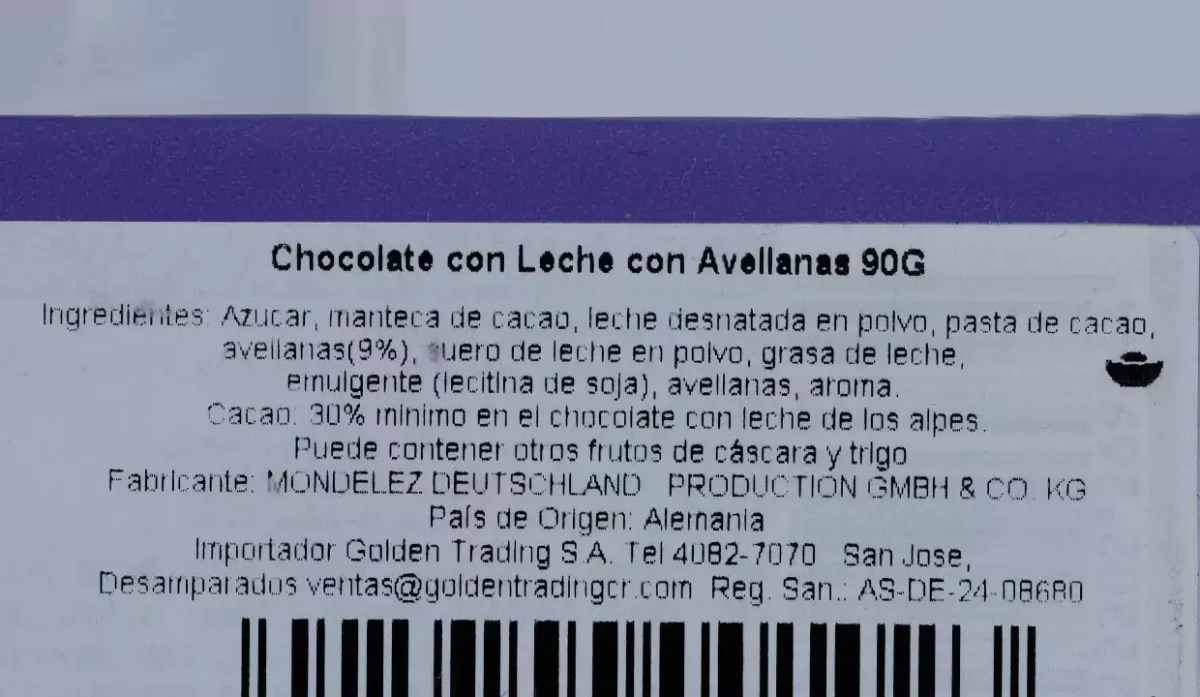 Chocolate con Leche con Avellanas 90G
Ingredientes: Azucar, manteca de cacao, leche desnatada en polvo, pasta de cacao,
avellanas(9%), suero de leche en polvo, grasa de leche,
emulgente (lecitina de soja), avellanas, aroma.
Cacao: 30% minimo en el chocolate con leche de los alpes.
Puede contener otros frutos de cáscara y trigo
Fabricante: MONDELEZ DEUTSCHLAND PRODUCTION GMBH & CO. KG
País de Origen: Alemania
Importador Golden Trading S.A. Tel 4082-7070 San Jose,
Desamparados ventas@goldentradingcr.com Reg. San.: AS-DE-24-08680